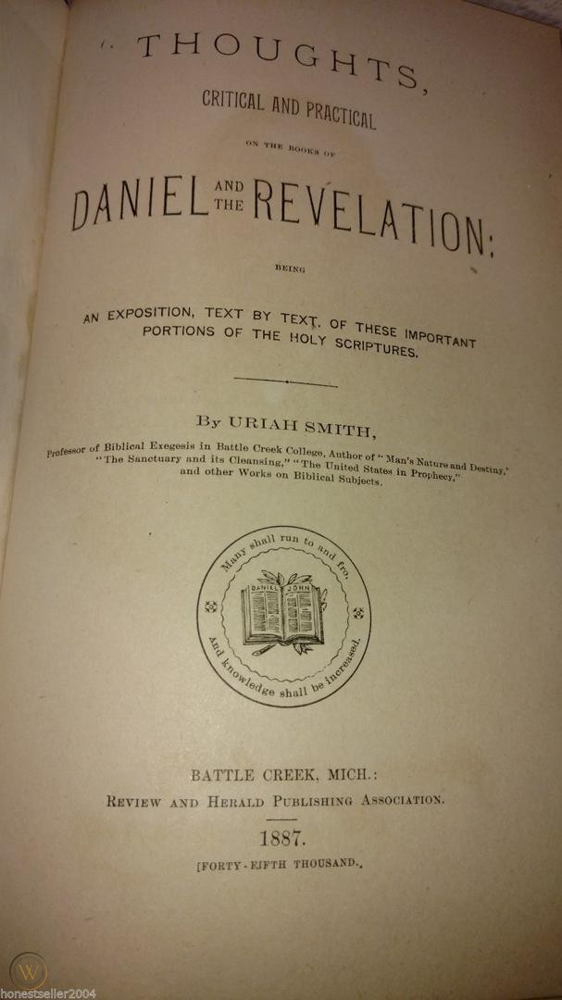 THOUGHTS,
CRITICAL AND PRACTICAL
ON THE BOOKS OF
DANIEL AND THE REVELATION:
BEING
AN EXPOSITION, TEXT BY TEXT, OF THESE IMPORTANT
PORTIONS OF THE HOLY SCRIPTURES.
By URIAH SMITH,
Professor of Biblical Exegesis in Battle Creek College, Author of "Man's Nature and Destiny,"
"The Sanctuary and its Cleansing," "The United States in Prophecy,"
and other Works on Biblical Subjects.
Many shall run to and fro,
DANIEL JOHN
And knowledge shall be increased.
BATTLE CREEK, MICH.:
REVIEW AND HERALD PUBLISHING ASSOCIATION.
1887.
[FORTY-FIFTH THOUSAND.
W
honestseller2004